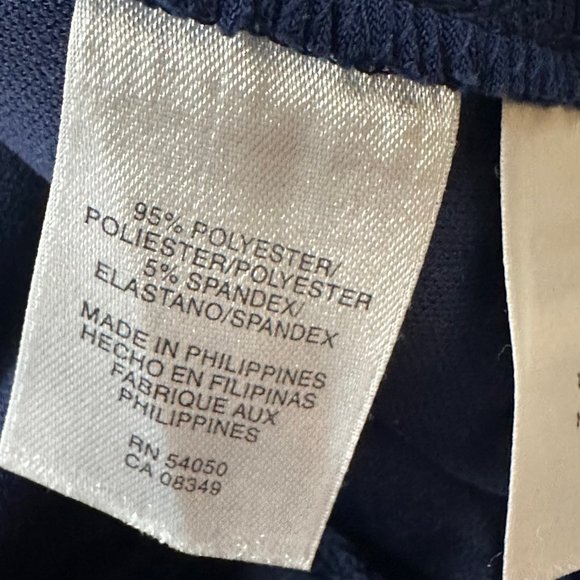 95% POLYESTER/
POLIESTER/POLYESTER
5% SPANDEX/
ELASTANO/SPANDEX
MADE IN PHILIPPINES
HECHO EN FILIPINAS
FABRIQUE AUX
PHILIPPINES
RN 54050
CA 08349